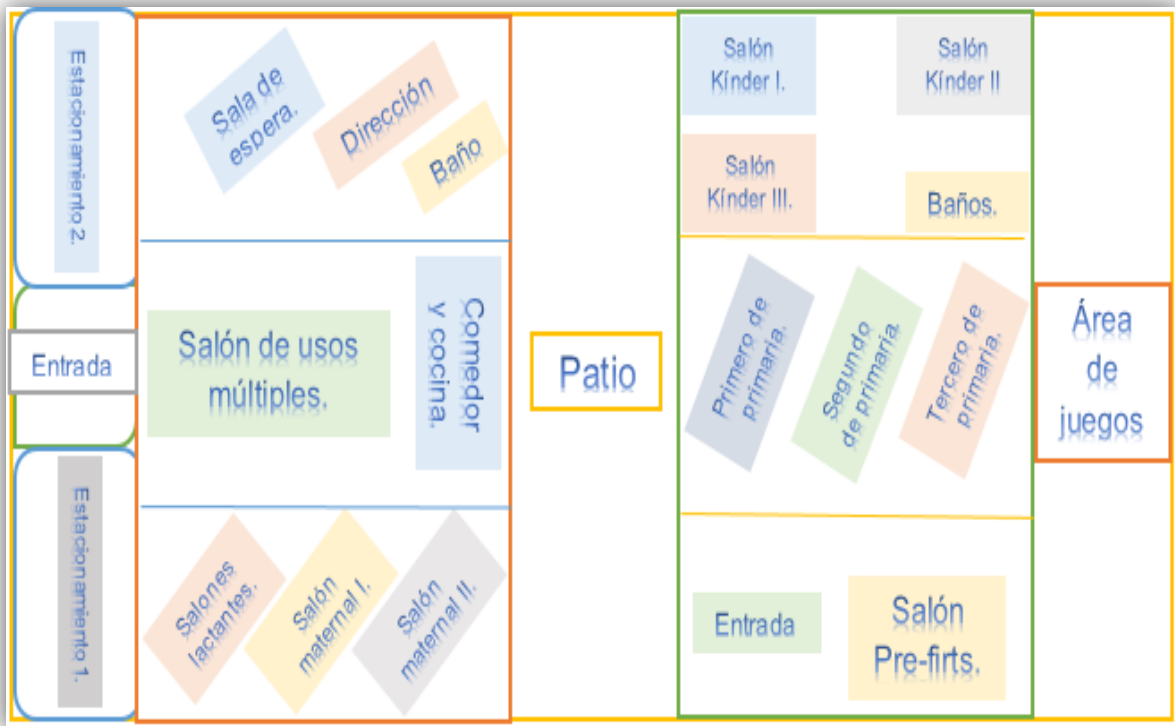 Estacionamiento 2.
Entrada
Estacionamiento 1.
Sala de
espera.
Dirección
Baño
Salón de usos
múltiples.
Comedor
y cocina.
Salones
lactantes.
Salón
maternal I.
Salón
maternal II.
Patio
Salón
Kínder I.
Salón
Kínder II
Salón
Kínder III.
Baños.
Primero de
primaria.
Segundo
de primaria.
Tercero de
primaria.
Entrada
Salón
Pre-firts.
Área
de
juegos